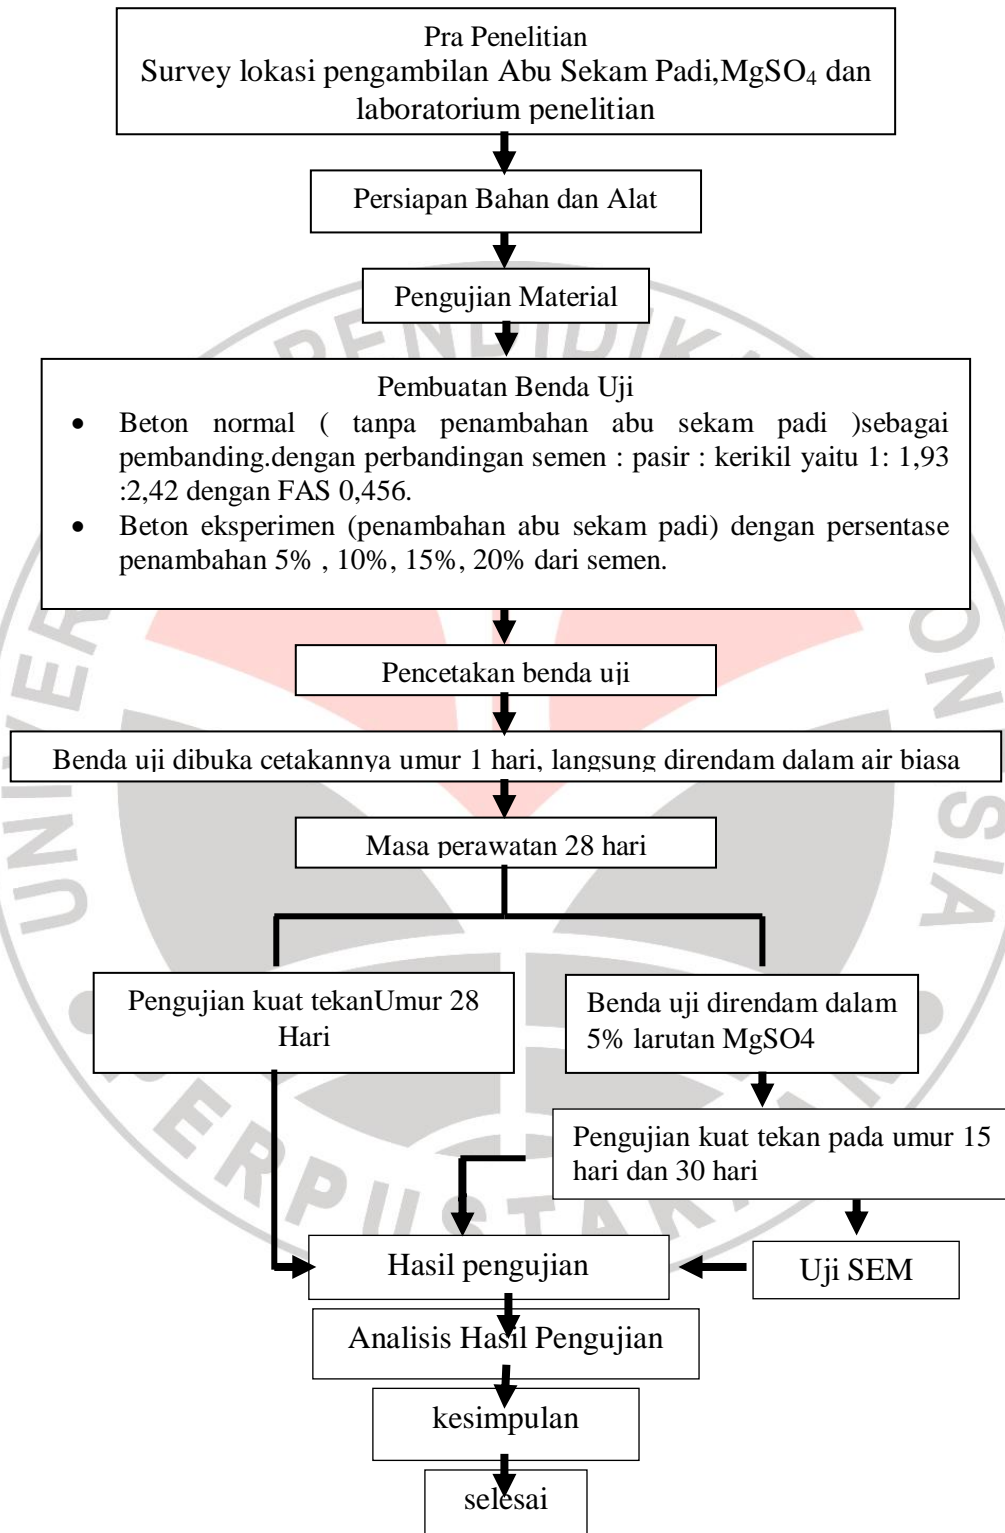 Pra Penelitian
Survey lokasi pengambilan Abu Sekam Padi,MgSO₄ dan
laboratorium penelitian
Persiapan Bahan dan Alat
Pengujian Material
Pembuatan Benda Uji
• Beton normal ( tanpa penambahan abu sekam padi )sebagai
pembanding.dengan perbandingan semen : pasir : kerikil yaitu 1: 1,93
:2,42 dengan FAS 0,456.
• Beton eksperimen (penambahan abu sekam padi) dengan persentase
penambahan 5% , 10%, 15%, 20% dari semen.
Pencetakan benda uji
Benda uji dibuka cetakannya umur 1 hari, langsung direndam dalam air biasa
Masa perawatan 28 hari
Pengujian kuat tekanUmur 28
Hari
Benda uji direndam dalam
5% larutan MgSO4
Pengujian kuat tekan pada umur 15
hari dan 30 hari
Hasil pengujian
Uji SEM
Analisis Hasil Pengujian
kesimpulan
selesai